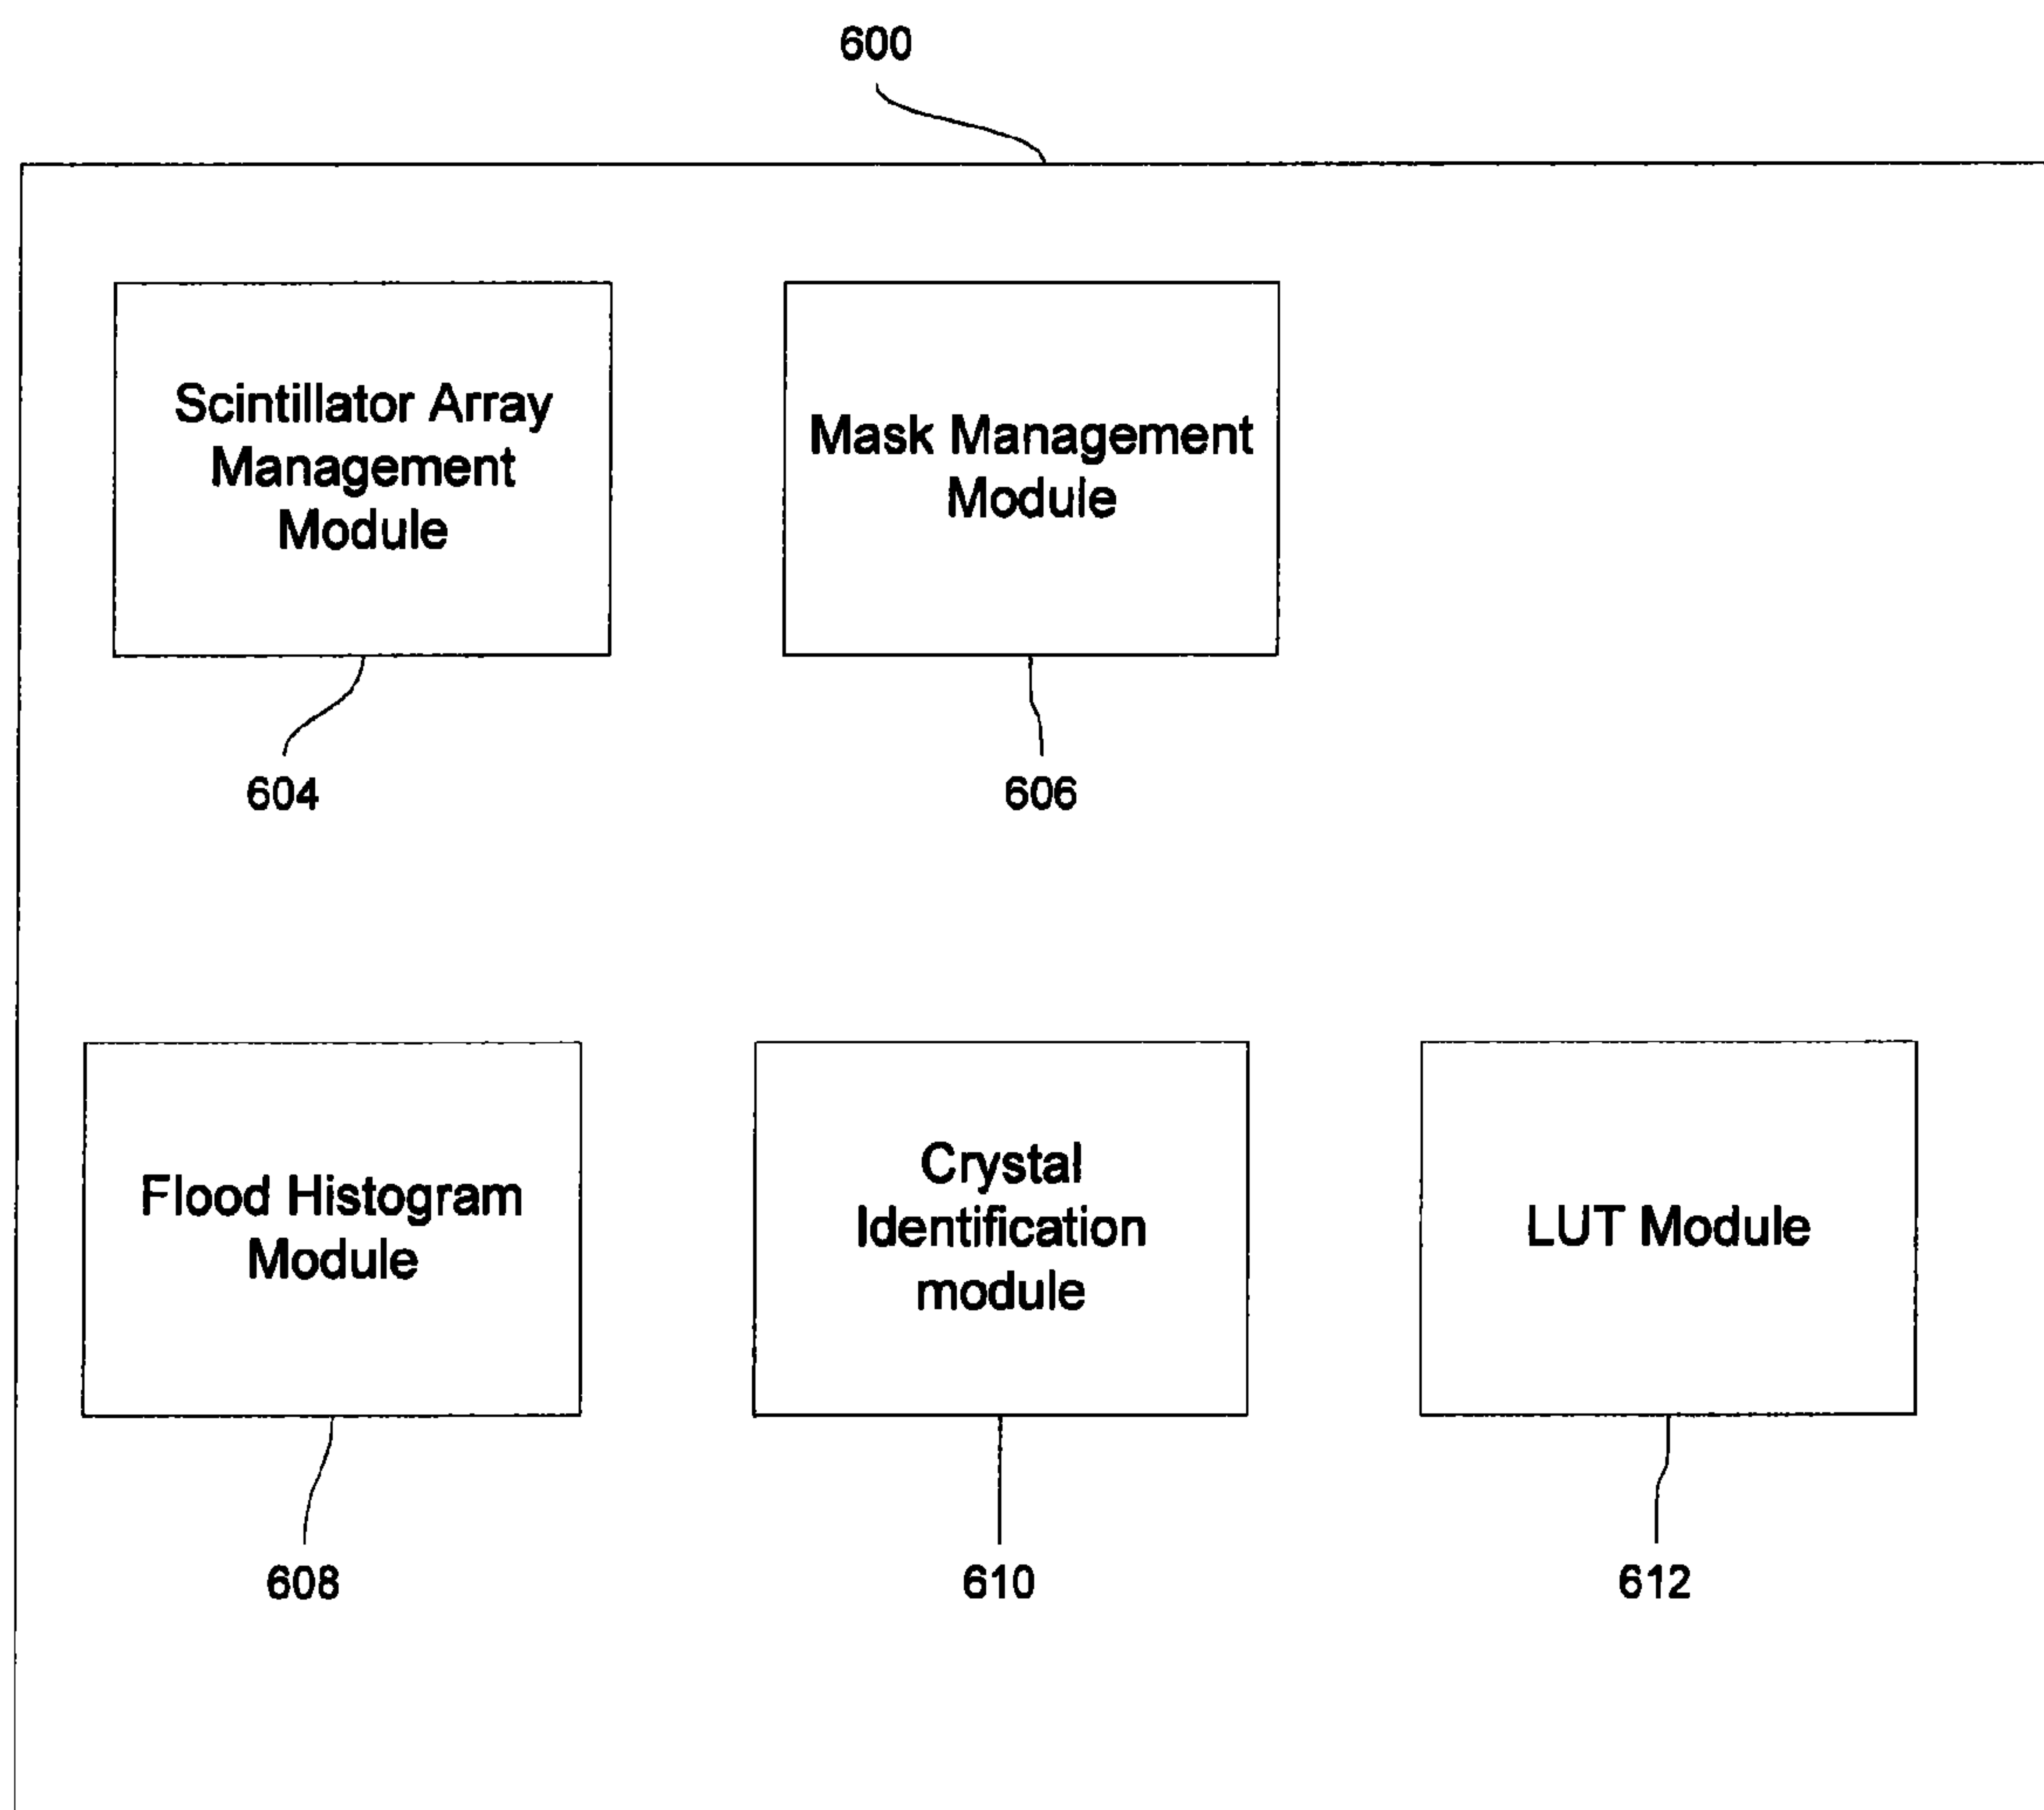 600
Scintillator Array
Management
Module
Mask Management
Module
604
606
Flood Histogram
Module
Crystal
Identification
module
LUT Module
608
610
612